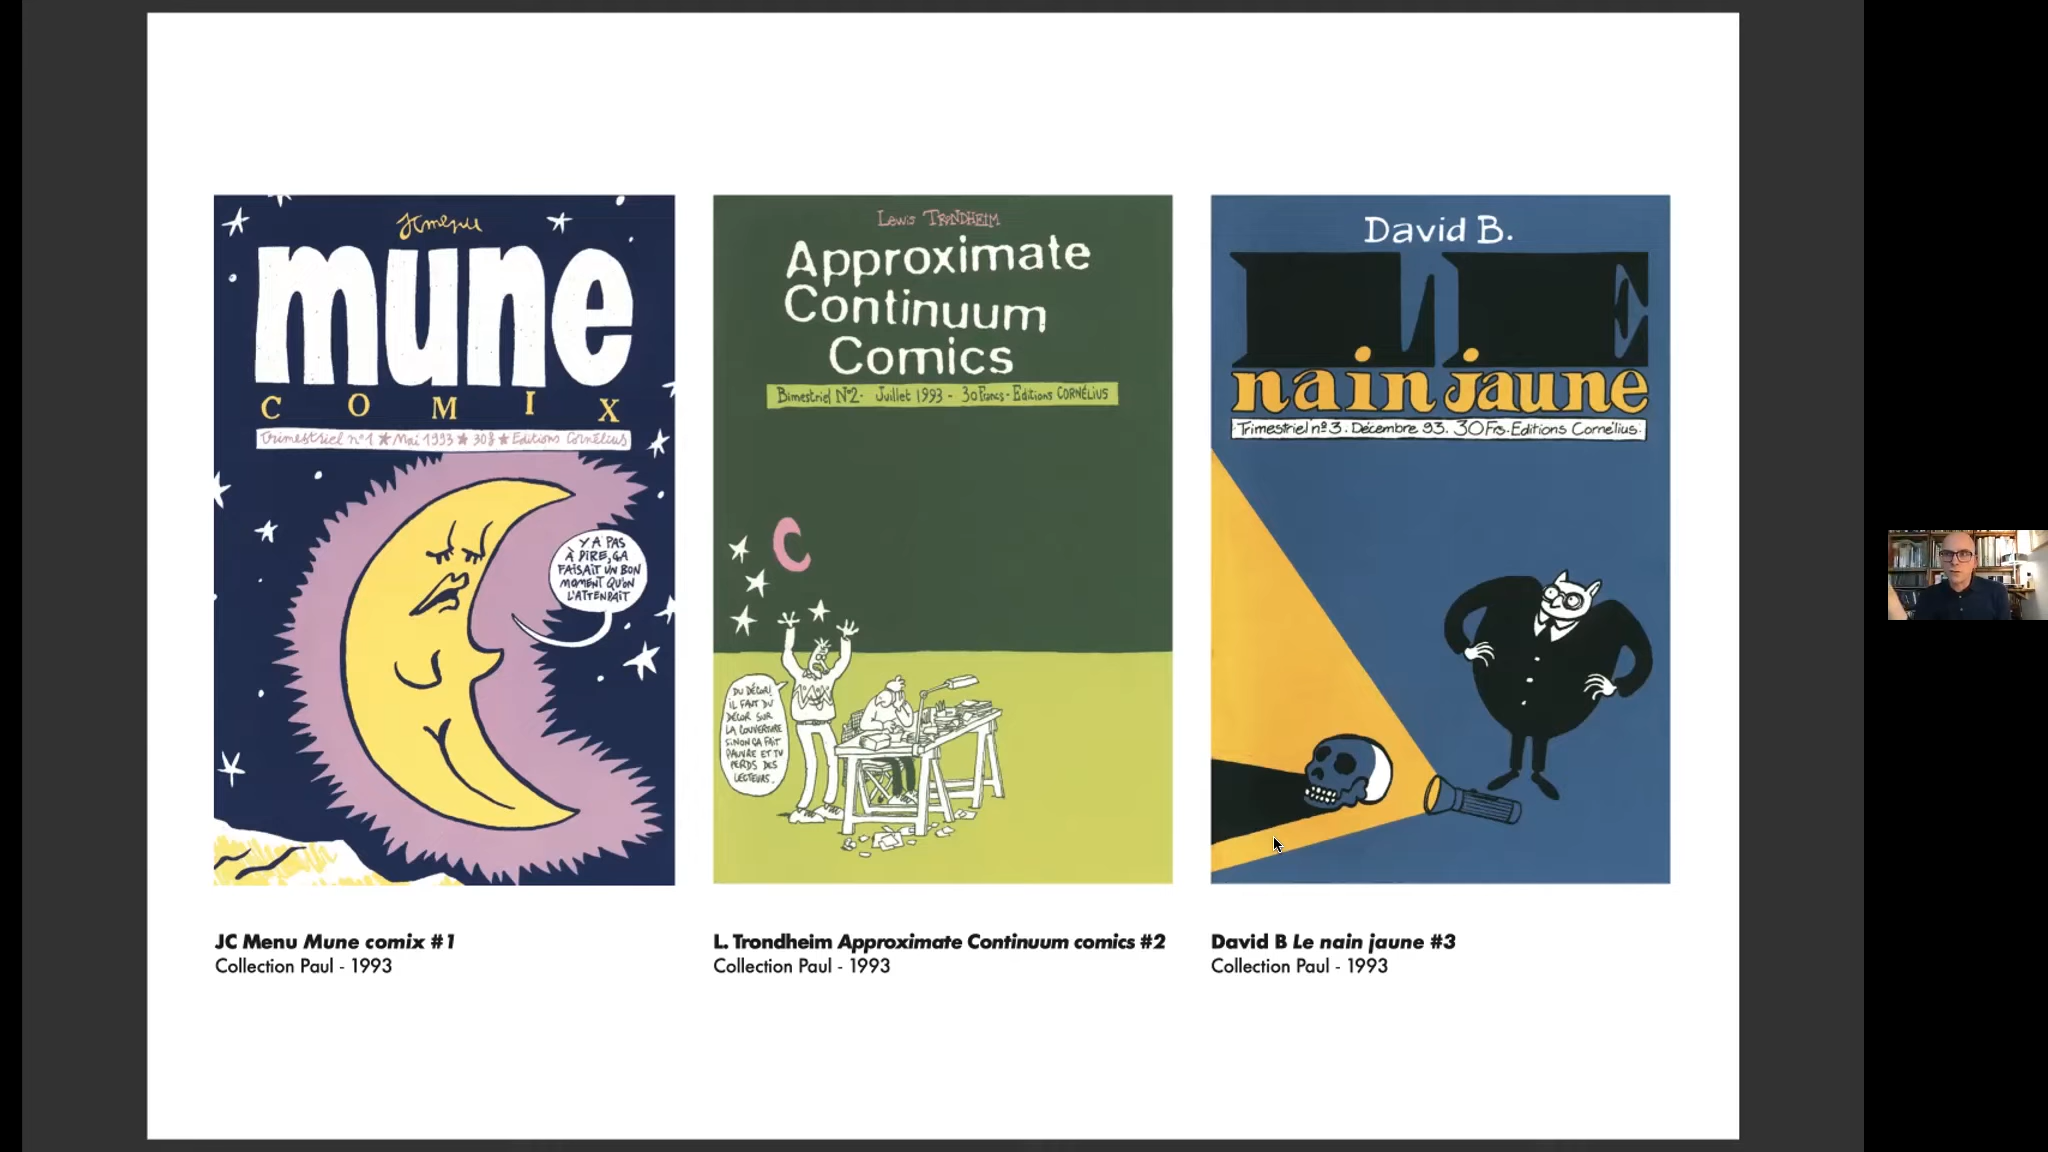 JCMenu
mune
COMIX
Trimestriel n°1 ★ Mai 1993 ★ 30f ★ Editions Cornélius
Y A PAS
À DIRE, ÇA
FAISAIT UN BON
MOMENT QU'ON
L'ATTENDAIT
JC Menu Mune comix #1
Collection Paul - 1993
Lewis TRONDHEIM
Approximate
Continuum
Comics
Bimestriel N°2 - Juillet 1993 - 30 Francs - Editions CORNÉLIUS
C
DU DÉCOR!
IL FAUT DU
DÉCOR SUR
LA COUVERTURE
SINON ÇA FAIT
PAUVRE ET TU
PERDS DES
LECTEURS.
L. Trondheim Approximate Continuum comics #2
Collection Paul - 1993
David B.
LE
nain jaune
Trimestriel nº 3. Décembre 93. 30 Frs. Editions Cornélius.
David B Le nain jaune #3
Collection Paul - 1993